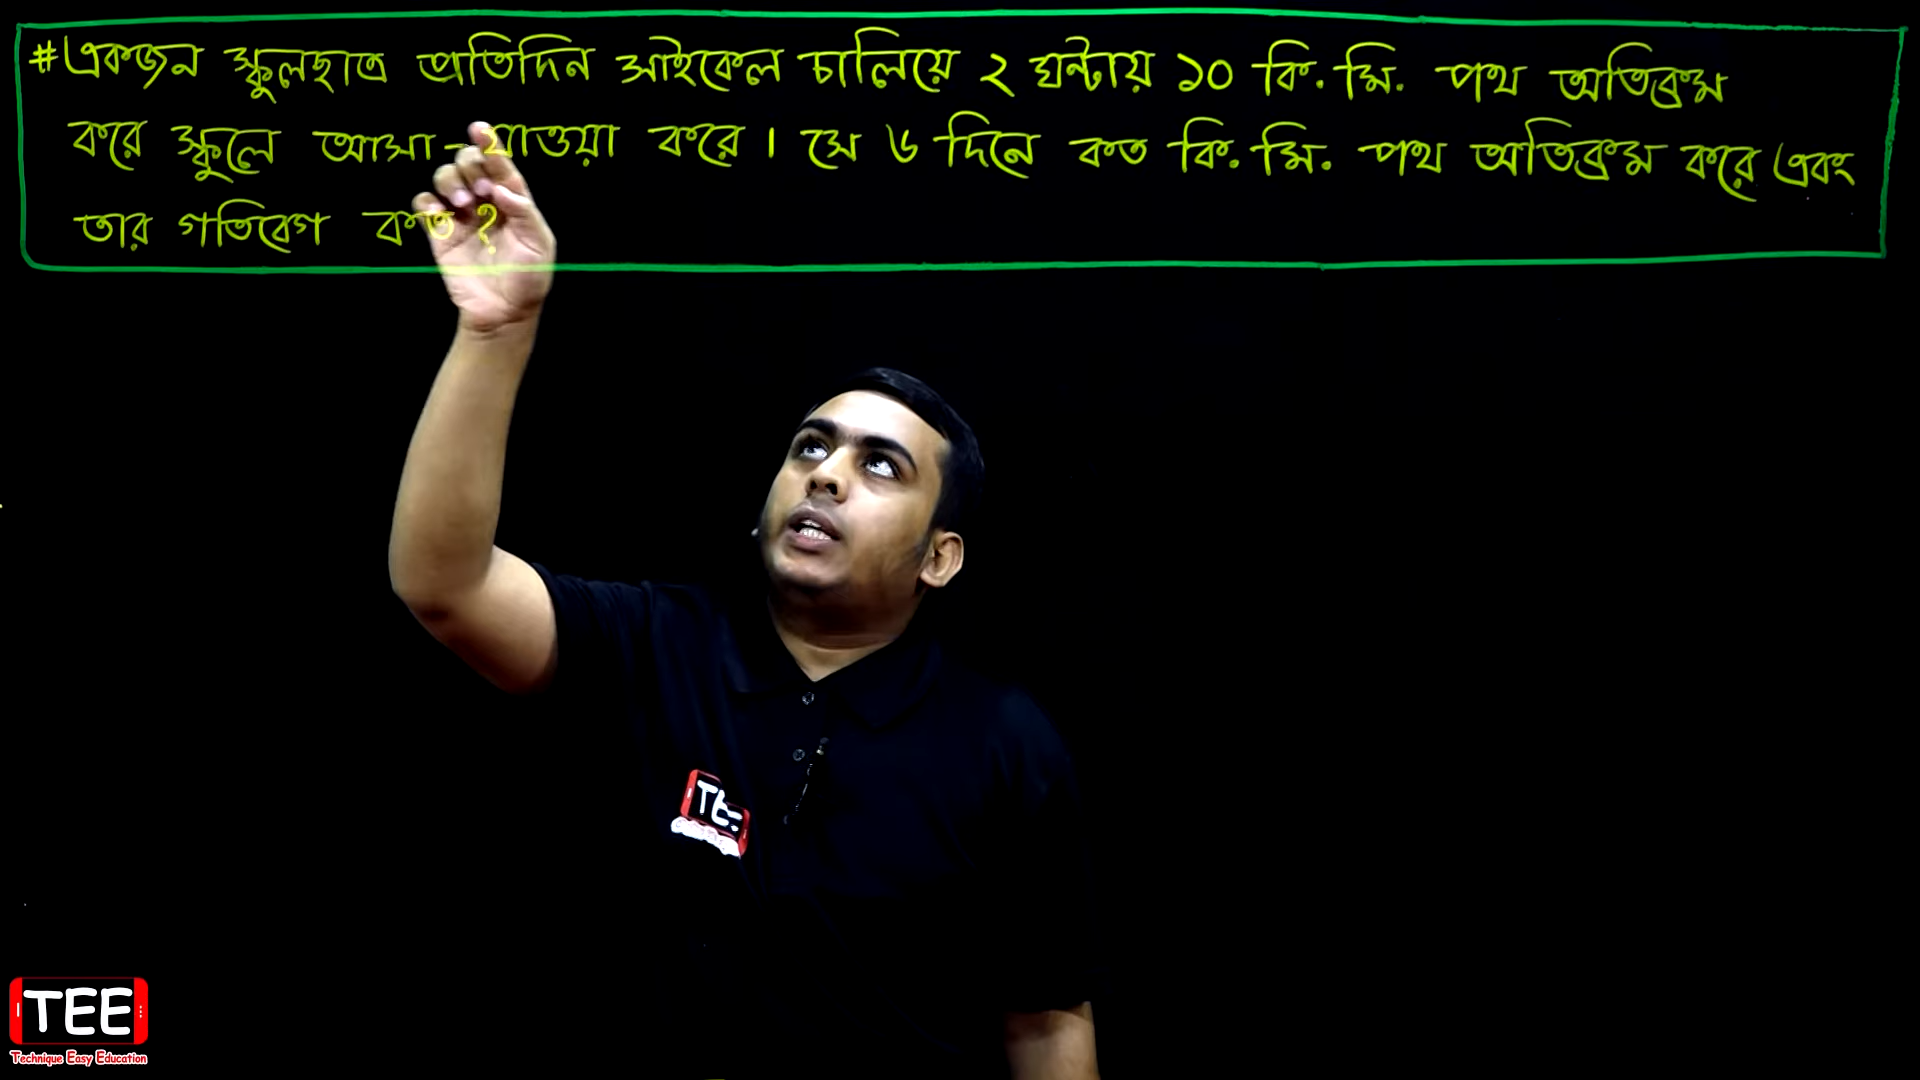 #একজন স্কুলছাত্র প্রতিদিন সাইকেল চালিয়ে ২ ঘন্টায় ১০ কি.মি. পথ অতিক্রম
করে স্কুলে আসা-যাওয়া করে। সে ৬ দিনে কত কি.মি. পথ অতিক্রম করে এবং
তার গতিবেগ কত?
TEE
TEE
Technique Easy Education